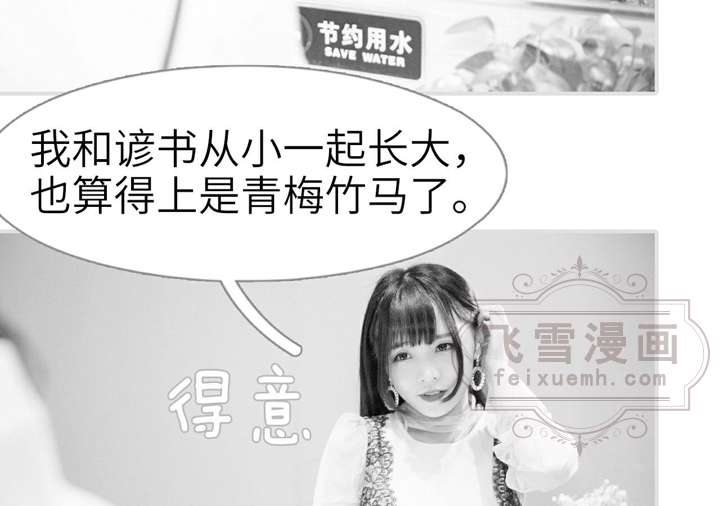 节约用水
SAVE WATER
我和谚书从小一起长大，
也算得上是青梅竹马了。
得意
飞雪漫画
feixuemh.com